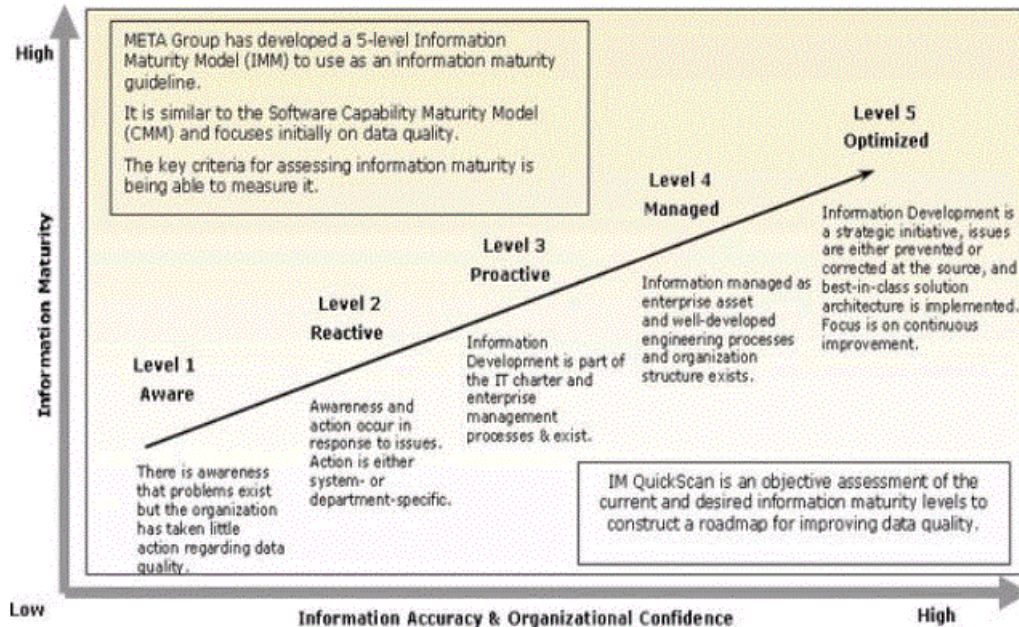 High
META Group has developed a 5-level Information
Maturity Model (IMM) to use as an information maturity
guideline.
It is similar to the Software Capability Maturity Model
(CMM) and focuses initially on data quality.
The key criteria for assessing information maturity is
being able to measure it.
Level 5
Optimized
Information Development is
a strategic initiative, issues
are either prevented or
corrected at the source, and
best-in-class solution
architecture is implemented.
Focus is on continuous
improvement.
Level 4
Managed
Information managed as
enterprise asset
and well-developed
engineering processes
and organization
structure exists.
Level 3
Proactive
Information
Development is part of
the IT charter and
enterprise
management
processes & exist.
Level 2
Reactive
Awareness and
action occur in
response to issues.
Action is either
system- or
department-specific.
Level 1
Aware
There is awareness
that problems exist
but the organization
has taken little
action regarding data
quality.
IM QuickScan is an objective assessment of the
current and desired information maturity levels to
construct a roadmap for improving data quality.
Information Maturity
Low
Information Accuracy & Organizational Confidence
High